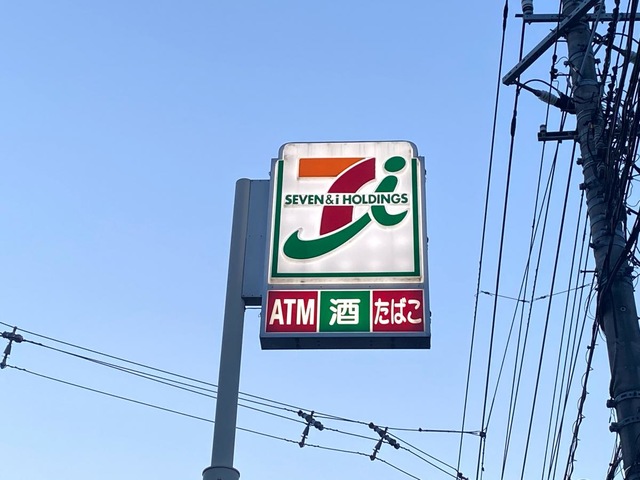 SEVEN & i HOLDINGS
ATM 酒 たばこ